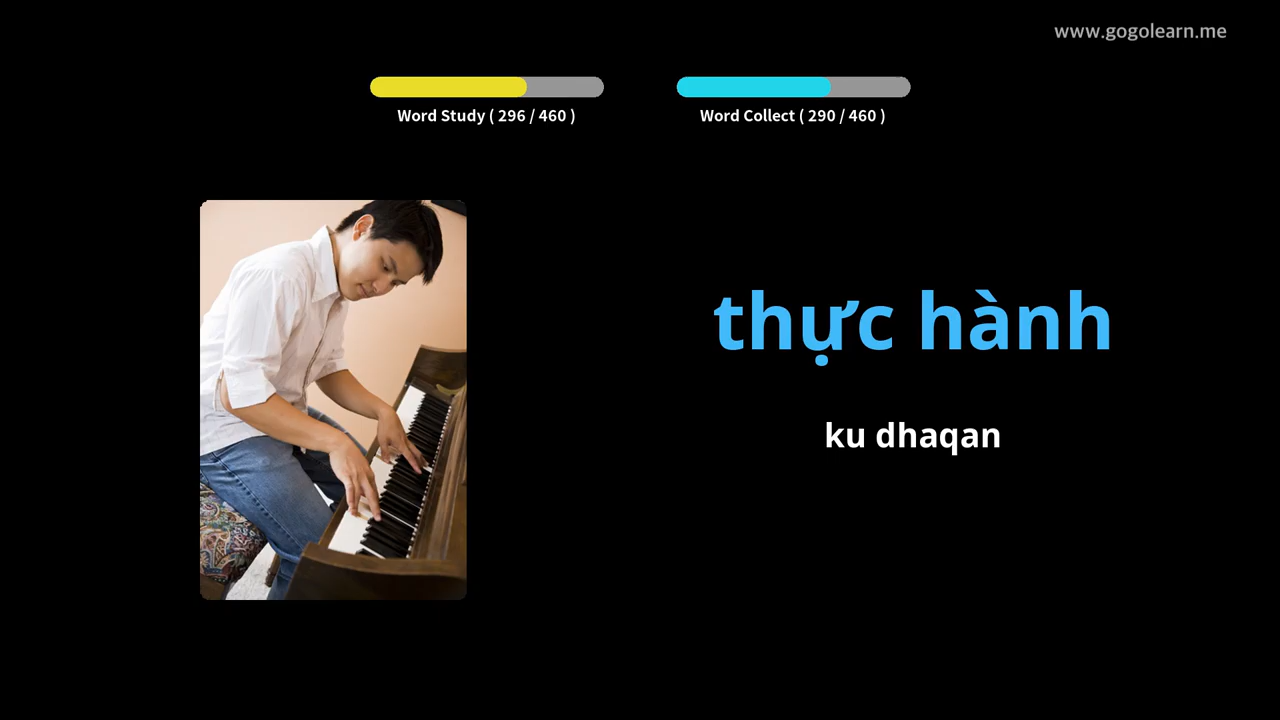 www.gogolearn.me
Word Study ( 296 / 460 )
Word Collect ( 290 / 460 )
thực hành
ku dhaqan